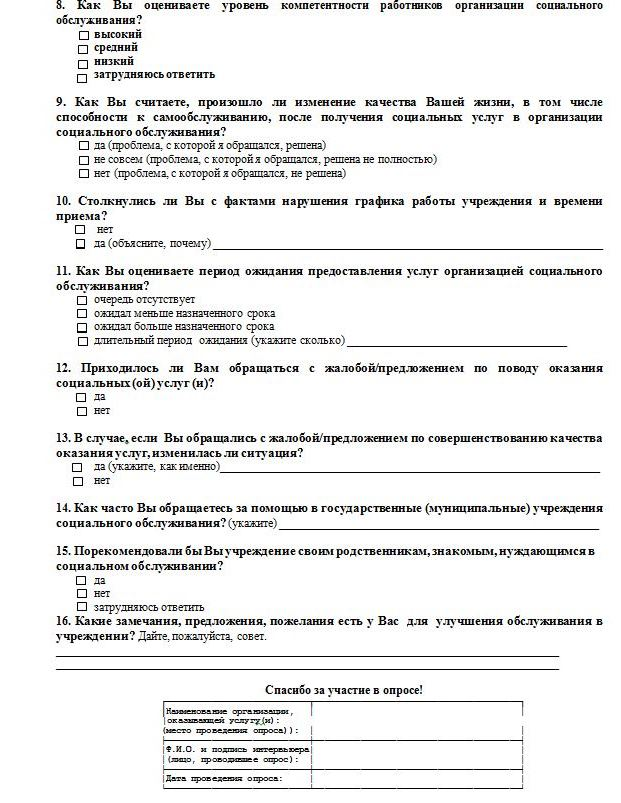 8. Как Вы оцениваете уровень компетентности работников организации социального
обслуживания?
высокий
средний
низкий
затрудняюсь ответить
9. Как Вы считаете, произошло ли изменение качества Вашей жизни, в том числе
способности к самообслуживанию, после получения социальных услуг в организации
социального обслуживания?
да (проблема, с которой я обращался, решена)
не совсем (проблема, с которой я обращался, решена не полностью)
нет (проблема, с которой я обращался, не решена)
10. Столкнулись ли Вы с фактами нарушения графика работы учреждения и времени
приема?
нет
да (объясните, почему)
11. Как Вы оцениваете период ожидания предоставления услуг организацией социального
обслуживания?
очередь отсутствует
ожидал меньше назначенного срока
ожидал больше назначенного срока
длительный период ожидания (укажите сколько)
12. Приходилось ли Вам обращаться с жалобой/предложением по поводу оказания
социальных (ой) услуг (и)?
да
нет
13. В случае, если Вы обращались с жалобой/предложением по совершенствованию качества
оказания услуг, изменилась ли ситуация?
да (укажите, как именно)
нет
14. Как часто Вы обращаетесь за помощью в государственные (муниципальные) учреждения
социального обслуживания? (укажите)
15. Порекомендовали бы Вы учреждение своим родственникам, знакомым, нуждающимся в
социальном обслуживании?
да
нет
затрудняюсь ответить
16. Какие замечания, предложения, пожелания есть у Вас для улучшения обслуживания в
учреждении? Дайте, пожалуйста, совет.
Спасибо за участие в опросе!
Наименование организации,
оказывающей услугу(и):
(место проведения опроса)):
Ф.И.О. и подпись интервьюера
(лицо, проводившее опрос):
Дата проведения опроса: